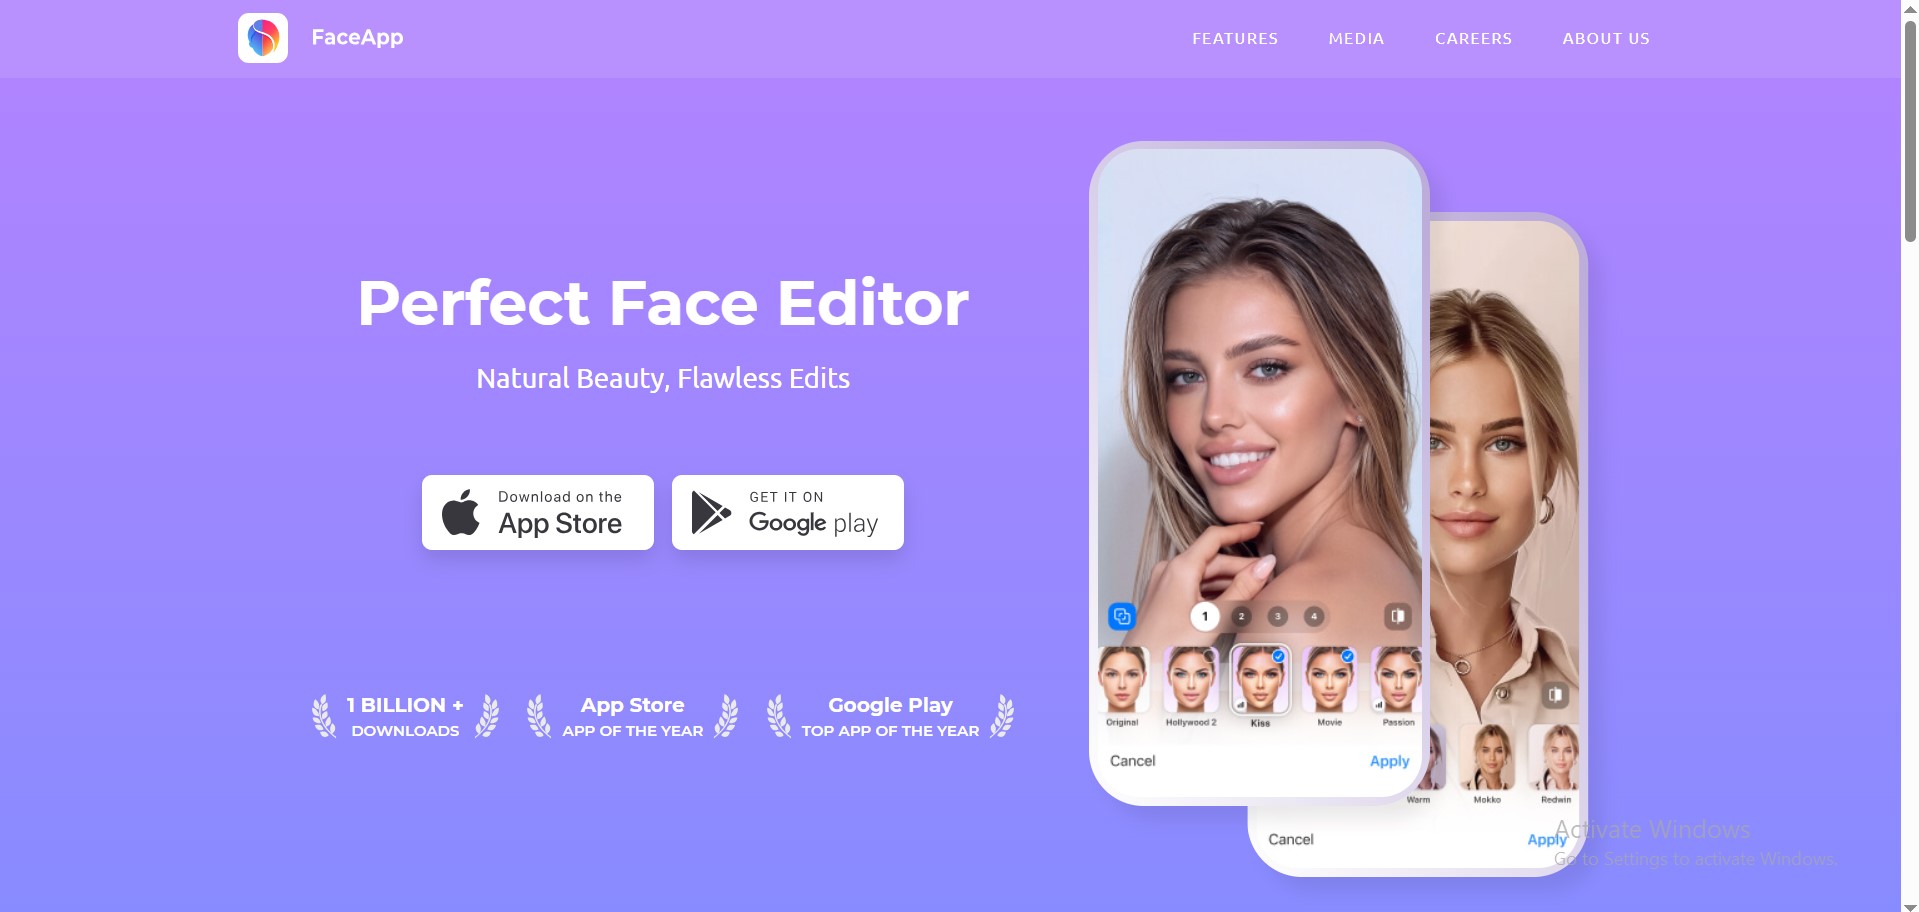 FaceApp
FEATURES
MEDIA
CAREERS
ABOUT US
Perfect Face Editor
Natural Beauty, Flawless Edits
Download on the
App Store
GET IT ON
Google play
1 BILLION +
DOWNLOADS
App Store
APP OF THE YEAR
Google Play
TOP APP OF THE YEAR
1 2 3 4
Original Hollywood 2 Kiss Movie Passion
Cancel Apply
Warm Mokko Redwin
Cancel Apply
Activate Windows
Go to Settings to activate Windows.